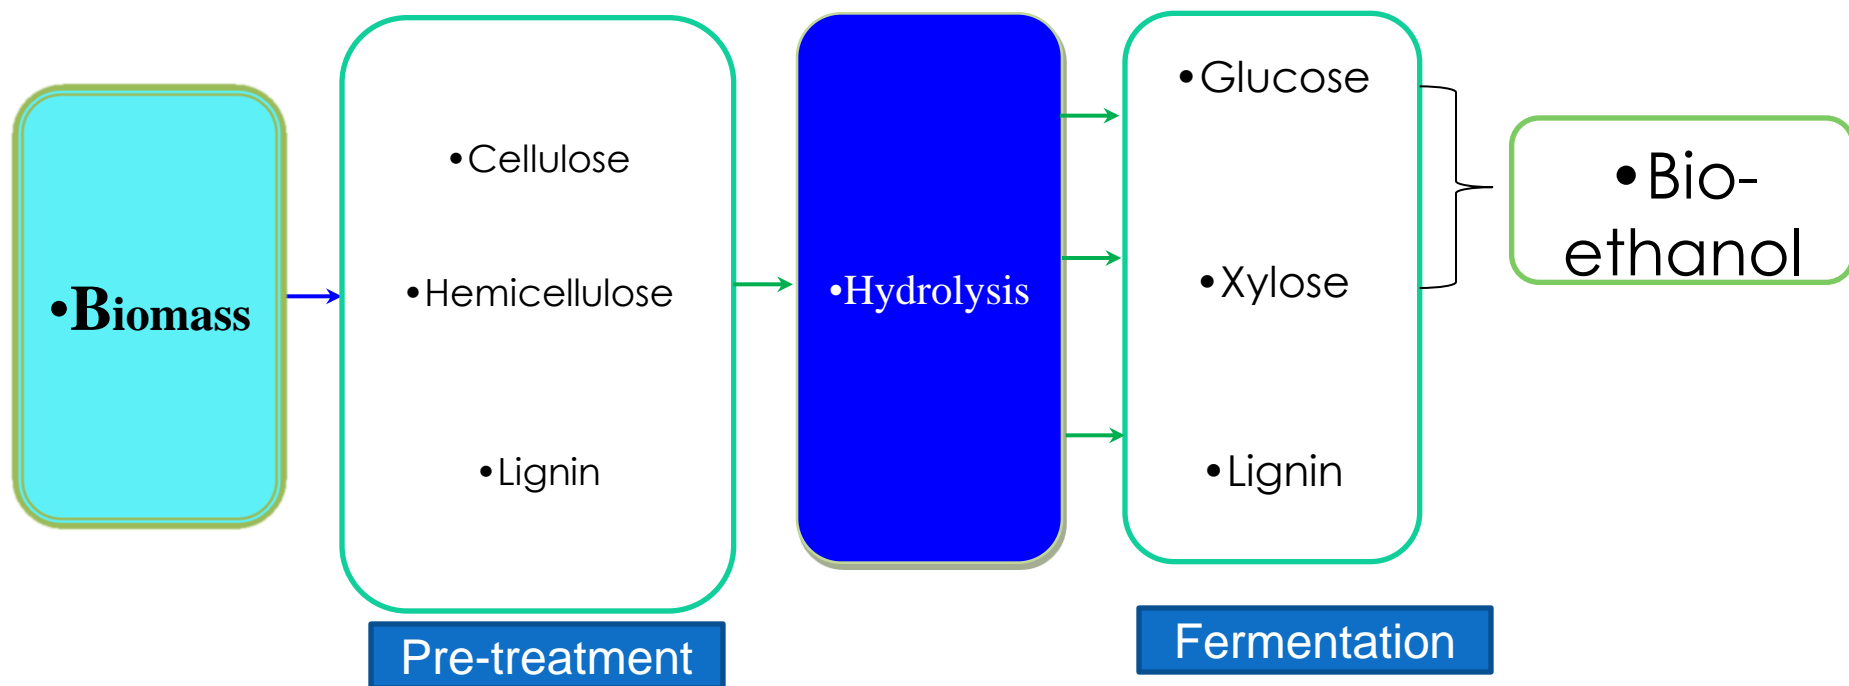 •Biomass
•Cellulose
•Hemicellulose
•Lignin
Pre-treatment
•Hydrolysis
•Glucose
•Xylose
•Lignin
Fermentation
•Bio-
ethanol